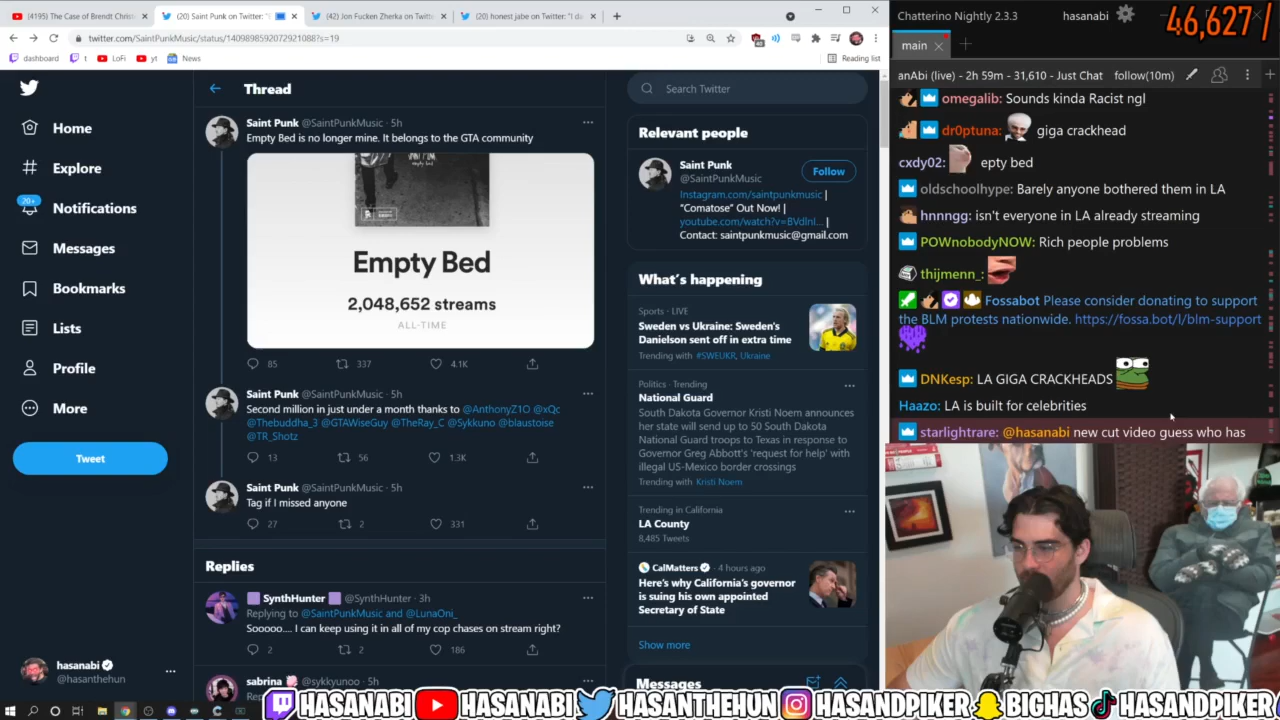 (4195) The Case of Brendt Christe
(20) Saint Punk on Twitter: "
(42) Jon Fucken Zherka on Twitter:
(20) honest jabe on Twitter: "I du
twitter.com/SaintPunkMusic/status/1409898592072921088?s=19
dashboard
t
LoFi
yt
News
Reading list
Home
Explore
20+
Notifications
Messages
Bookmarks
Lists
Profile
More
Tweet
hasanabi
@hasanthehun
Thread
Saint Punk @SaintPunkMusic · 5h
Empty Bed is no longer mine. It belongs to the GTA community
Empty Bed
2,048,652 streams
ALL-TIME
85 337 4.1K
Saint Punk @SaintPunkMusic · 5h
Second million in just under a month thanks to @AnthonyZ1O @xQc
@Thebuddha_3 @GTAWiseGuy @TheRay_C @Sykkuno @blaustoise
@TR_Shotz
13 56 1.3K
Saint Punk @SaintPunkMusic · 5h
Tag if I missed anyone
27 2 331
Replies
SynthHunter @SynthHunter · 3h
Replying to @SaintPunkMusic and @LunaOni_
Sooooo.... I can keep using it in all of my cop chases on stream right?
2 2 186
sabrina @sykkyunoo · 5h
Search Twitter
Relevant people
Saint Punk
@SaintPunkMusic
Follow
Instagram.com/saintpunkmusic |
"Comatose" Out Now! |
youtube.com/watch?v=BVdlnI... |
Contact: saintpunkmusic@gmail.com
What's happening
Sports · LIVE
Sweden vs Ukraine: Sweden's
Danielson sent off in extra time
Trending with #SWEUKR, Ukraine
Politics · Trending
National Guard
South Dakota Governor Kristi Noem announces
her state will send up to 50 South Dakota
National Guard troops to Texas in response to
Governor Greg Abbott's 'request for help' with
illegal US-Mexico border crossings
Trending with Kristi Noem
Trending in California
LA County
8,485 Tweets
CalMatters · 4 hours ago
Here's why California's governor
is suing his own appointed
Secretary of State
Show more
Messages
Chatterino Nightly 2.3.3
hasanabi
46,627 /
main
anAbi (live) - 2h 59m - 31,610 - Just Chat
follow(10m)
omegalib: Sounds kinda Racist ngl
dr0ptuna: giga crackhead
cxdy02: epty bed
oldschoolhype: Barely anyone bothered them in LA
hnnngg: isn't everyone in LA already streaming
POWnobodyNOW: Rich people problems
thijmenn_:
Fossabot Please consider donating to support
the BLM protests nationwide. https://fossa.bot/l/blm-support
DNKesp: LA GIGA CRACKHEADS
Haazo: LA is built for celebrities
starlightrare: @hasanabi new cut video guess who has
HASANABI HASANABI HASANTHEHUN HASANDPIKER BIGHAS HASANDPIKER